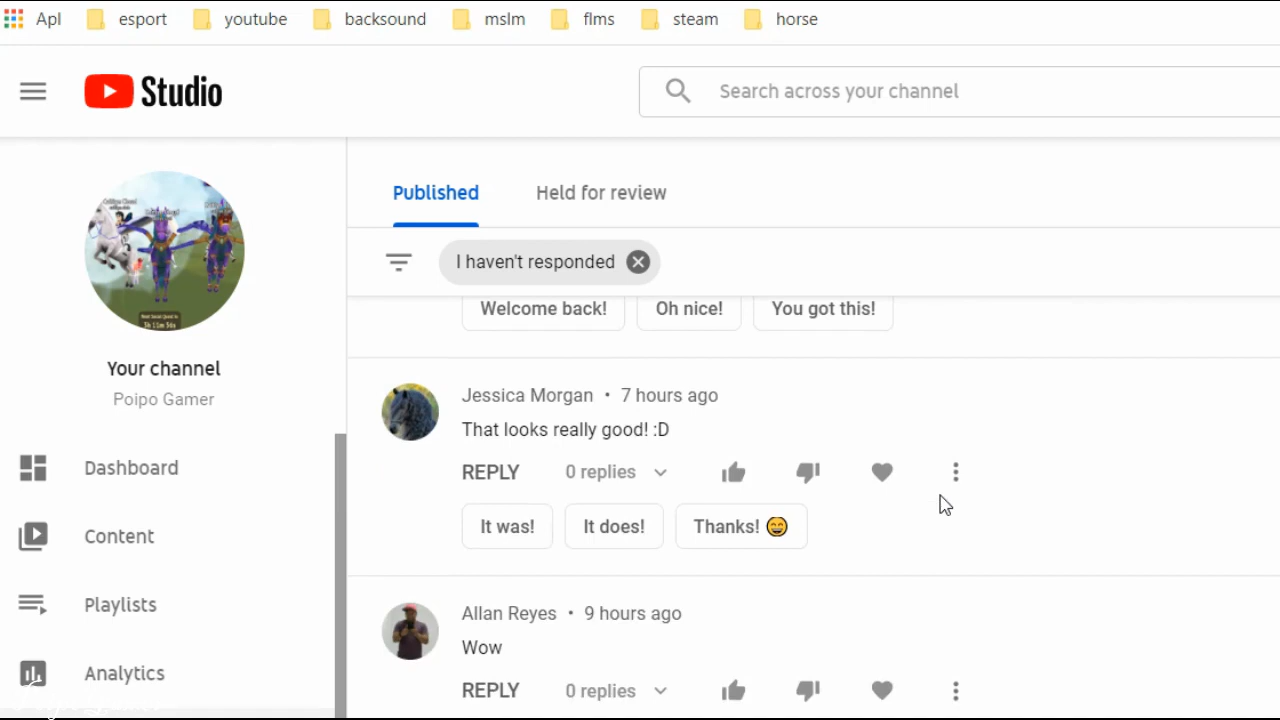 Apl esport youtube backsound mslm flms steam horse
Studio
Search across your channel
Published Held for review
I haven't responded
Welcome back! Oh nice! You got this!
Your channel
Poipo Gamer
Jessica Morgan • 7 hours ago
That looks really good! :D
REPLY 0 replies
It was! It does! Thanks! 😄
Dashboard
Content
Playlists
Analytics
Allan Reyes • 9 hours ago
Wow
REPLY 0 replies